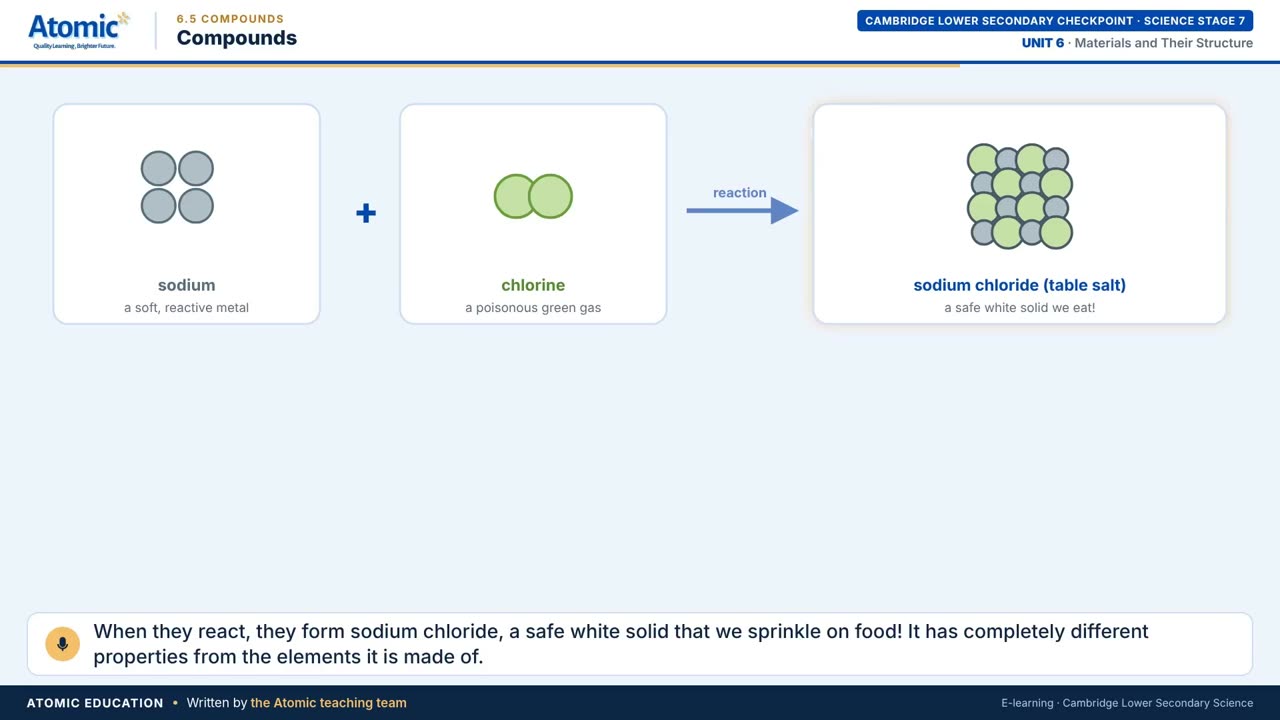 Atomic
Quality Learning, Brighter Future.
6.5 COMPOUNDS
Compounds
CAMBRIDGE LOWER SECONDARY CHECKPOINT · SCIENCE STAGE 7
UNIT 6 · Materials and Their Structure
sodium
a soft, reactive metal
+
chlorine
a poisonous green gas
reaction
sodium chloride (table salt)
a safe white solid we eat!
When they react, they form sodium chloride, a safe white solid that we sprinkle on food! It has completely different
properties from the elements it is made of.
ATOMIC EDUCATION • Written by the Atomic teaching team
E-learning · Cambridge Lower Secondary Science